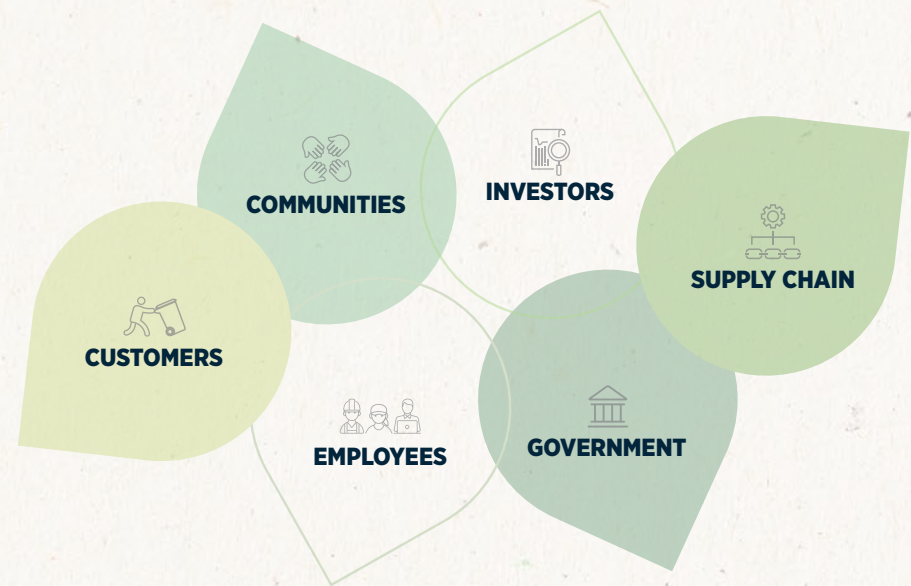 COMMUNITIES
INVESTORS
SUPPLY CHAIN
CUSTOMERS
EMPLOYEES
GOVERNMENT